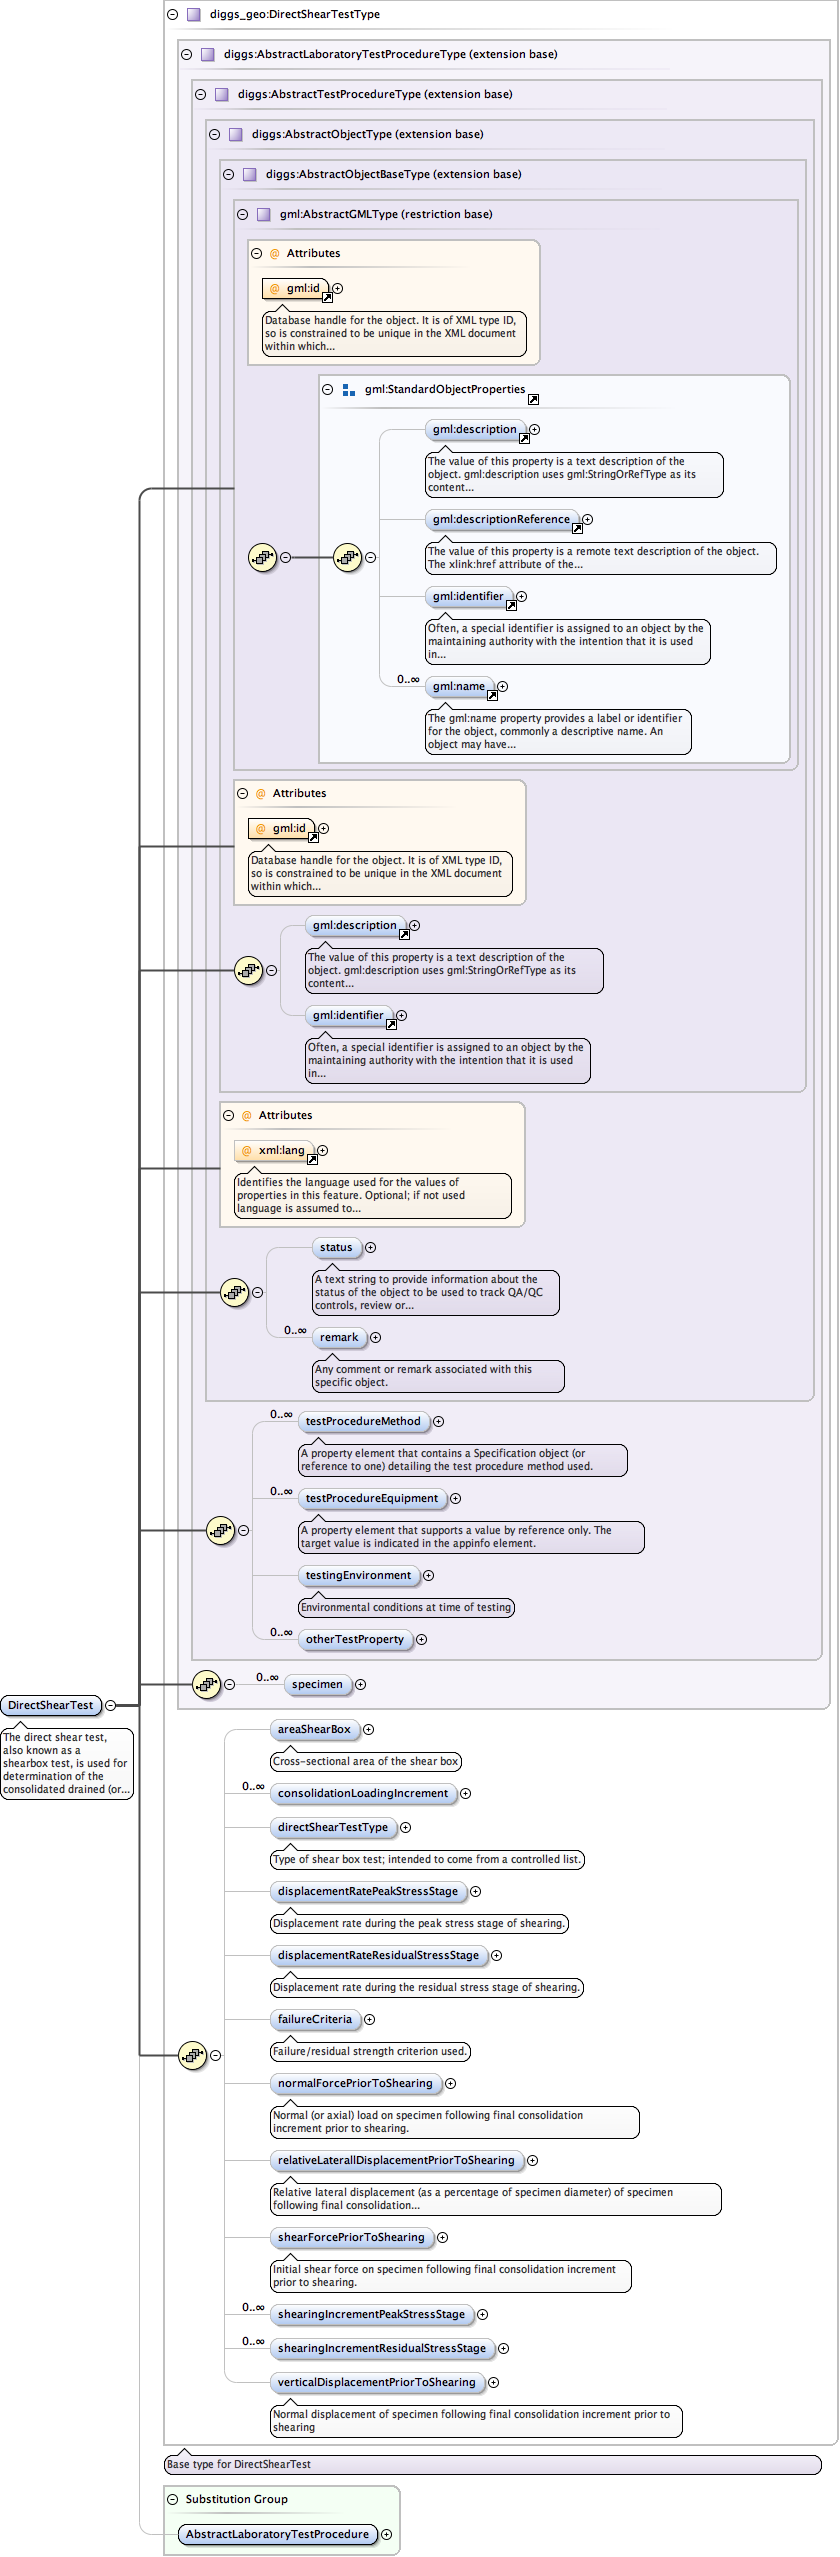 diggs_geo:DirectShearTestType
diggs:AbstractLaboratoryTestProcedureType (extension base)
diggs:AbstractTestProcedureType (extension base)
diggs:AbstractObjectType (extension base)
diggs:AbstractObjectBaseType (extension base)
gml:AbstractGMLType (restriction base)
@ Attributes
@ gml:id
Database handle for the object. It is of XML type ID,
so is constrained to be unique in the XML document
within which...
gml:StandardObjectProperties
gml:description
The value of this property is a text description of the
object. gml:description uses gml:StringOrRefType as its
content...
gml:descriptionReference
The value of this property is a remote text description of the object.
The xlink:href attribute of the...
gml:identifier
Often, a special identifier is assigned to an object by the
maintaining authority with the intention that it is used
in...
0..∞
gml:name
The gml:name property provides a label or identifier
for the object, commonly a descriptive name. An
object may have...
@ Attributes
@ gml:id
Database handle for the object. It is of XML type ID,
so is constrained to be unique in the XML document
within which...
gml:description
The value of this property is a text description of the
object. gml:description uses gml:StringOrRefType as its
content...
gml:identifier
Often, a special identifier is assigned to an object by the
maintaining authority with the intention that it is used
in...
@ Attributes
@ xml:lang
Identifies the language used for the values of
properties in this feature. Optional; if not used
language is assumed to...
status
A text string to provide information about the
status of the object to be used to track QA/QC
controls, review or...
0..∞
remark
Any comment or remark associated with this
specific object.
0..∞
testProcedureMethod
A property element that contains a Specification object (or
reference to one) detailing the test procedure method used.
0..∞
testProcedureEquipment
A property element that supports a value by reference only. The
target value is indicated in the appinfo element.
testingEnvironment
Environmental conditions at time of testing
0..∞
otherTestProperty
0..∞
specimen
DirectShearTest
The direct shear test,
also known as a
shearbox test, is used for
determination of the
consolidated drained (or...
areaShearBox
Cross-sectional area of the shear box
0..∞
consolidationLoadingIncrement
directShearTestType
Type of shear box test; intended to come from a controlled list.
displacementRatePeakStressStage
Displacement rate during the peak stress stage of shearing.
displacementRateResidualStressStage
Displacement rate during the residual stress stage of shearing.
failureCriteria
Failure/residual strength criterion used.
normalForcePriorToShearing
Normal (or axial) load on specimen following final consolidation
increment prior to shearing.
relativeLaterallDisplacementPriorToShearing
Relative lateral displacement (as a percentage of specimen diameter) of specimen
following final consolidation...
shearForcePriorToShearing
Initial shear force on specimen following final consolidation increment
prior to shearing.
0..∞
shearingIncrementPeakStressStage
0..∞
shearingIncrementResidualStressStage
verticalDisplacementPriorToShearing
Normal displacement of specimen following final consolidation increment prior to
shearing
Base type for DirectShearTest
Substitution Group
AbstractLaboratoryTestProcedure